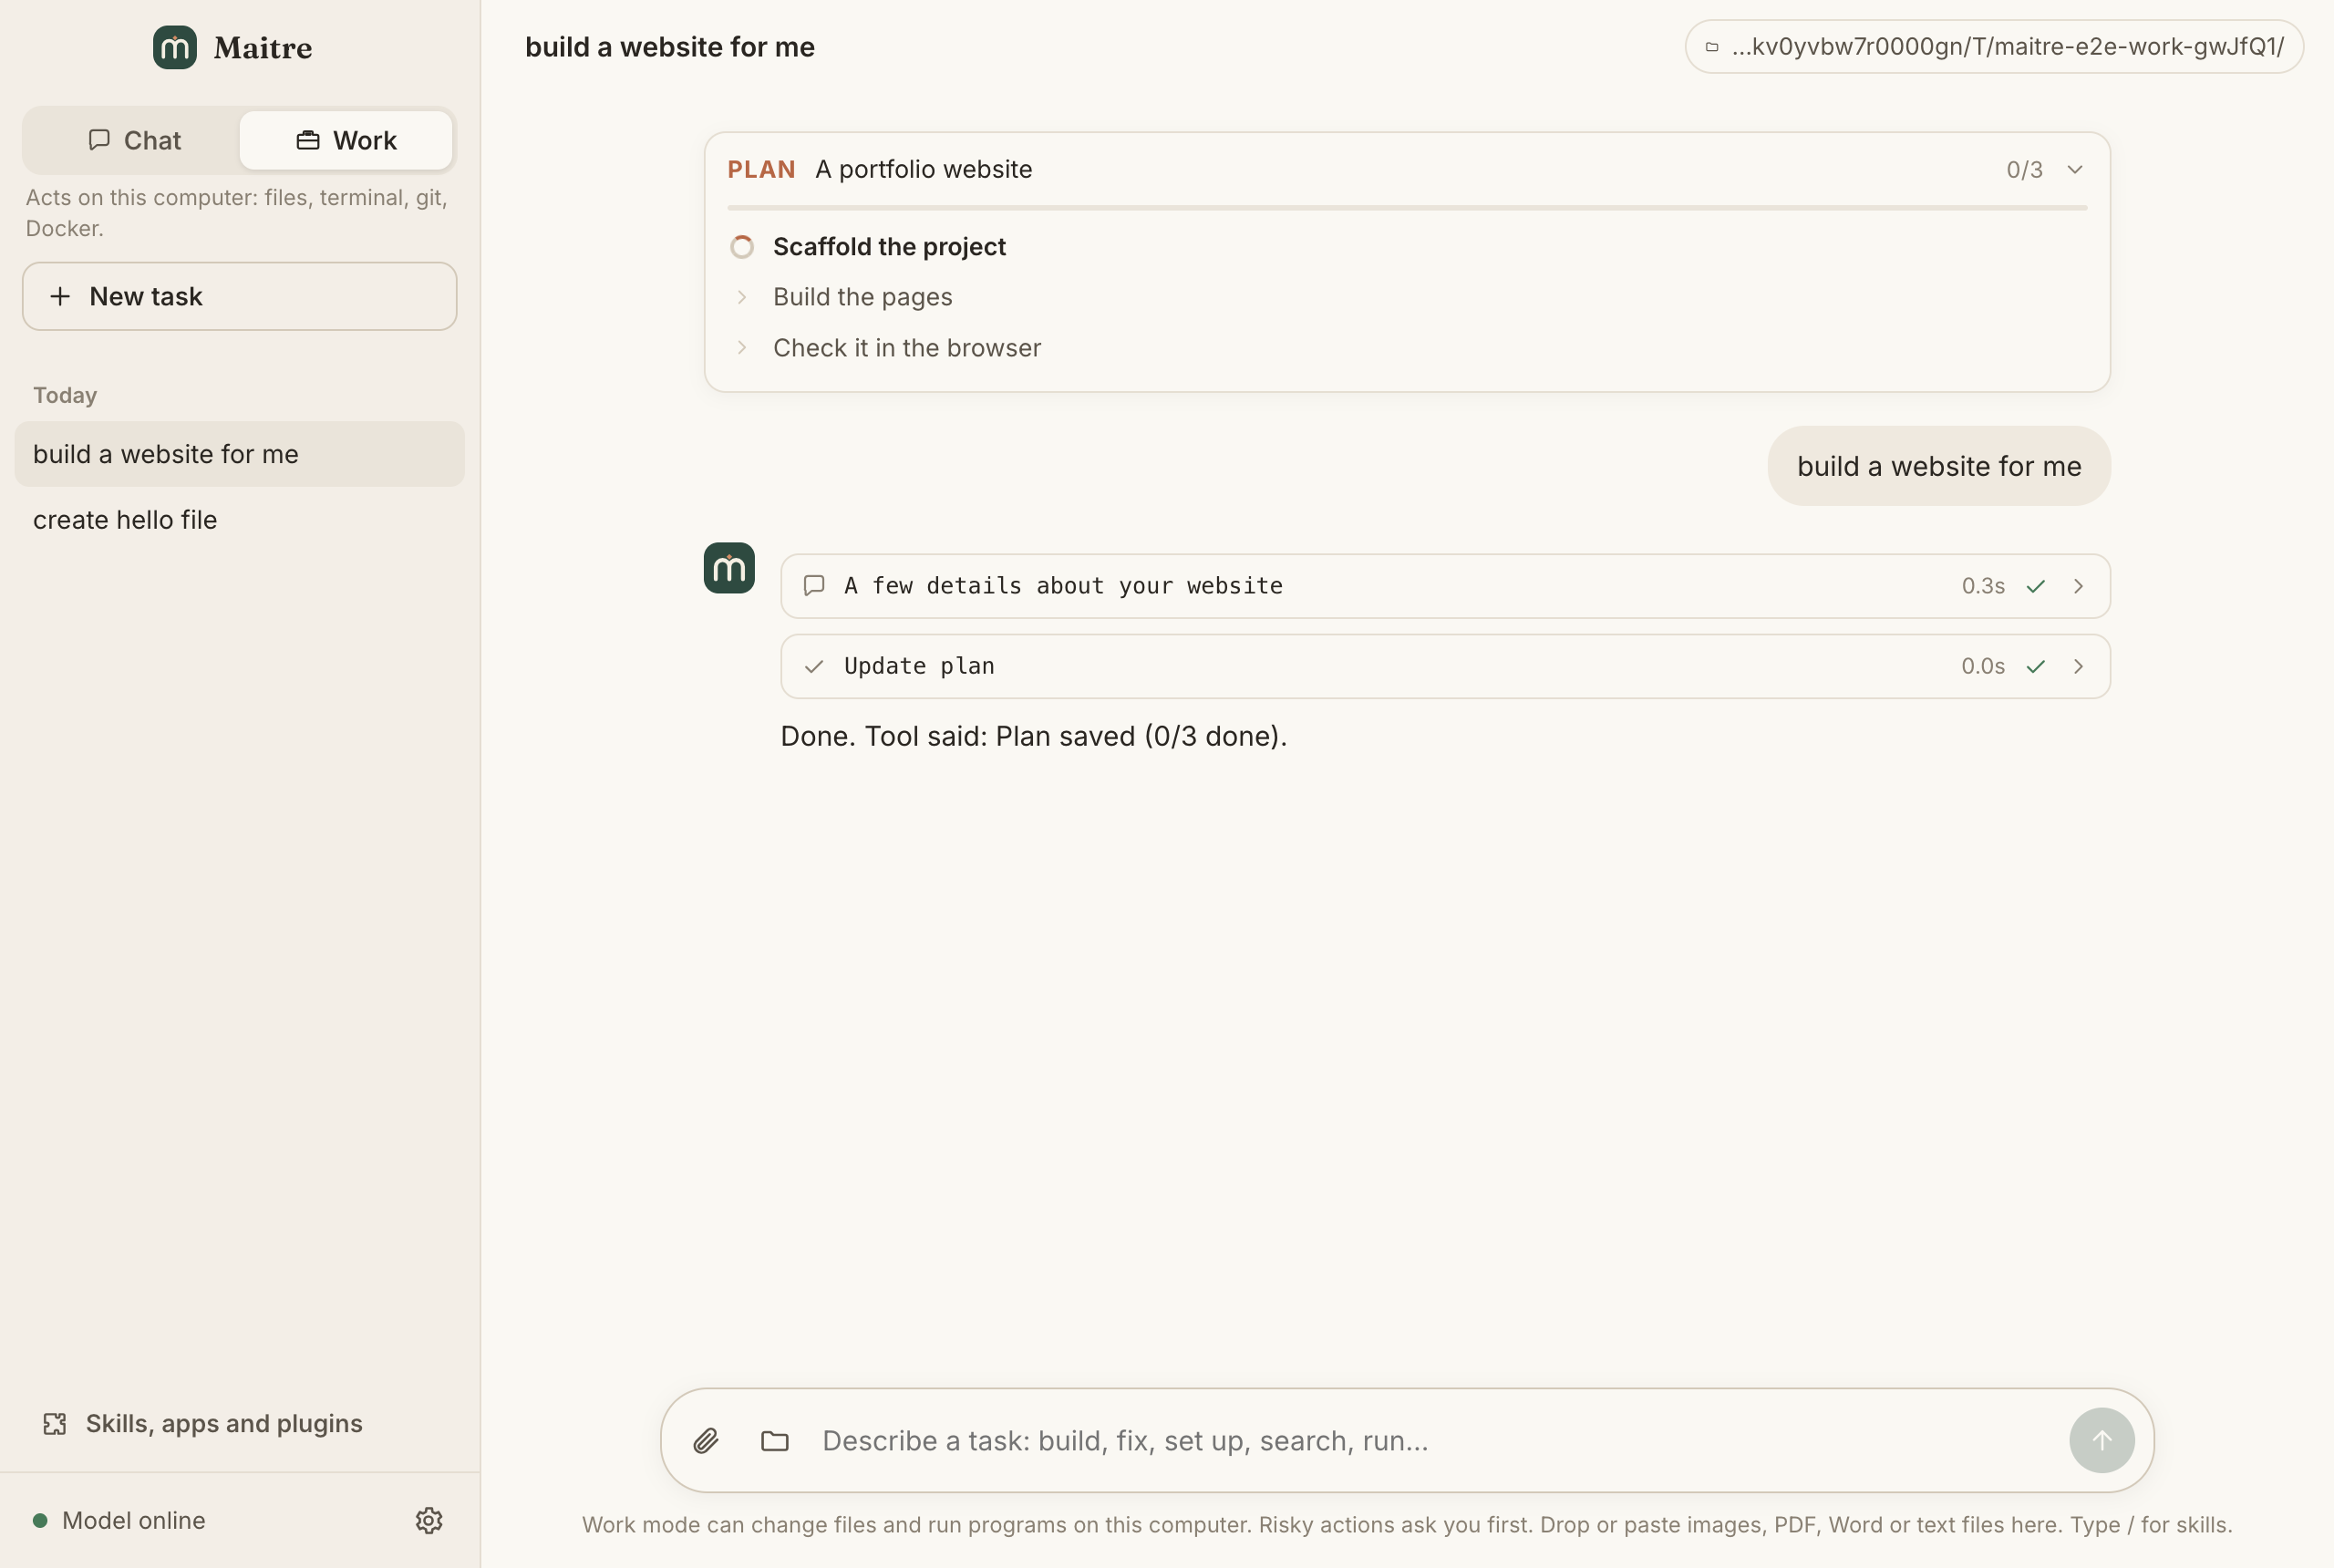 Maitre
Chat
Work
Acts on this computer: files, terminal, git,
Docker.
New task
Today
build a website for me
create hello file
Skills, apps and plugins
Model online
build a website for me
...kv0yvbw7r0000gn/T/maitre-e2e-work-gwJfQ1/
PLAN A portfolio website 0/3
Scaffold the project
Build the pages
Check it in the browser
build a website for me
A few details about your website 0.3s
Update plan 0.0s
Done. Tool said: Plan saved (0/3 done).
Describe a task: build, fix, set up, search, run...
Work mode can change files and run programs on this computer. Risky actions ask you first. Drop or paste images, PDF, Word or text files here. Type / for skills.